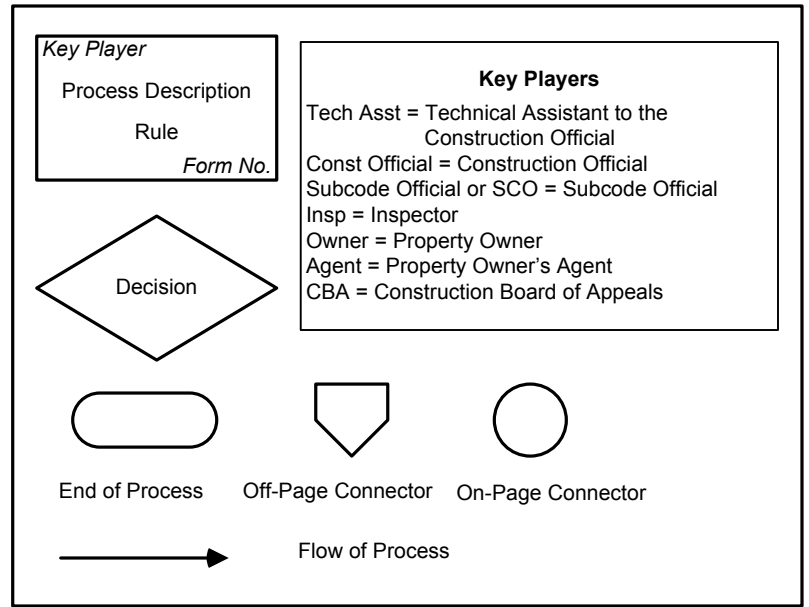 Key Player
Process Description
Rule
Form No.
Key Players
Tech Asst = Technical Assistant to the
Construction Official
Const Official = Construction Official
Subcode Official or SCO = Subcode Official
Insp = Inspector
Owner = Property Owner
Agent = Property Owner's Agent
CBA = Construction Board of Appeals
Decision
End of Process
Off-Page Connector
On-Page Connector
Flow of Process